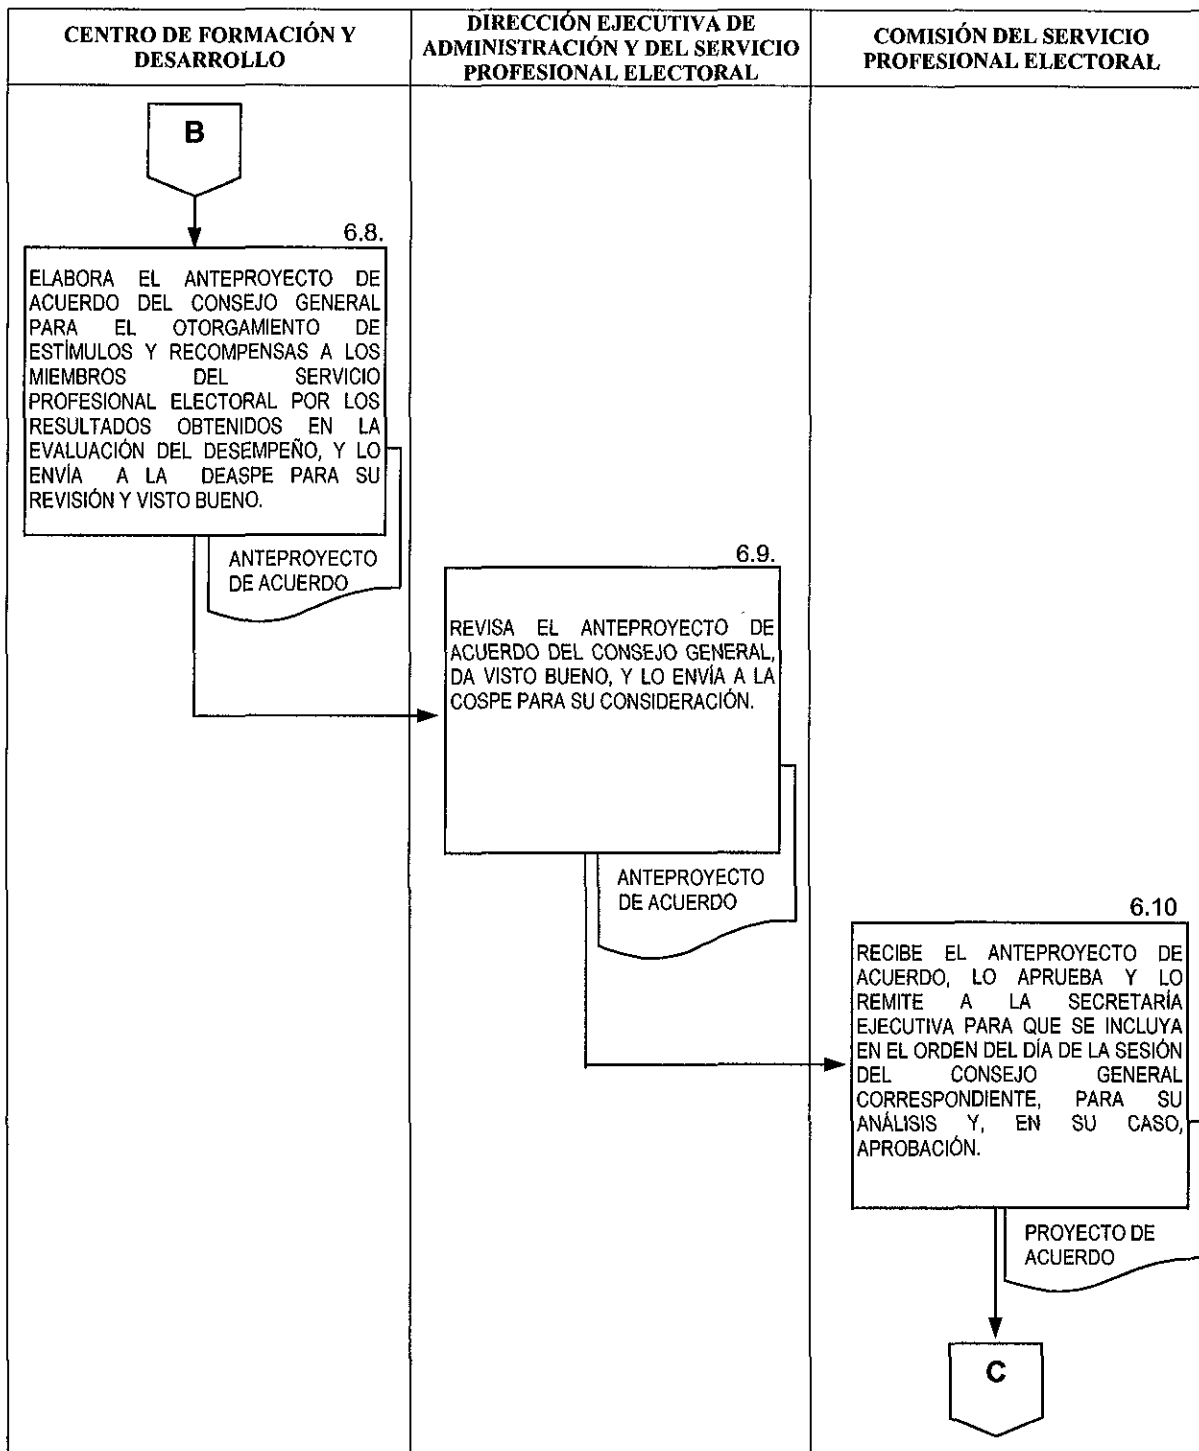 CENTRO DE FORMACIÓN Y
DESARROLLO
DIRECCIÓN EJECUTIVA DE
ADMINISTRACIÓN Y DEL SERVICIO
PROFESIONAL ELECTORAL
COMISIÓN DEL SERVICIO
PROFESIONAL ELECTORAL
B
6.8.
ELABORA EL ANTEPROYECTO DE
ACUERDO DEL CONSEJO GENERAL
PARA EL OTORGAMIENTO DE
ESTÍMULOS Y RECOMPENSAS A LOS
MIEMBROS DEL SERVICIO
PROFESIONAL ELECTORAL POR LOS
RESULTADOS OBTENIDOS EN LA
EVALUACIÓN DEL DESEMPEÑO, Y LO
ENVÍA A LA DEASPE PARA SU
REVISIÓN Y VISTO BUENO.
ANTEPROYECTO
DE ACUERDO
6.9.
REVISA EL ANTEPROYECTO DE
ACUERDO DEL CONSEJO GENERAL,
DA VISTO BUENO, Y LO ENVÍA A LA
COSPE PARA SU CONSIDERACIÓN.
ANTEPROYECTO
DE ACUERDO
6.10
RECIBE EL ANTEPROYECTO DE
ACUERDO, LO APRUEBA Y LO
REMITE A LA SECRETARÍA
EJECUTIVA PARA QUE SE INCLUYA
EN EL ORDEN DEL DÍA DE LA SESIÓN
DEL CONSEJO GENERAL
CORRESPONDIENTE, PARA SU
ANÁLISIS Y, EN SU CASO,
APROBACIÓN.
PROYECTO DE
ACUERDO
C